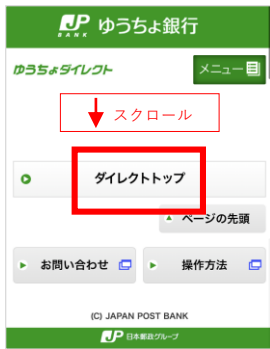 JP BANK ゆうちょ銀行
ゆうちょダイレクト
メニュー
スクロール
ダイレクトトップ
ページの先頭
お問い合わせ 操作方法
(C) JAPAN POST BANK
JP 日本郵政グループ